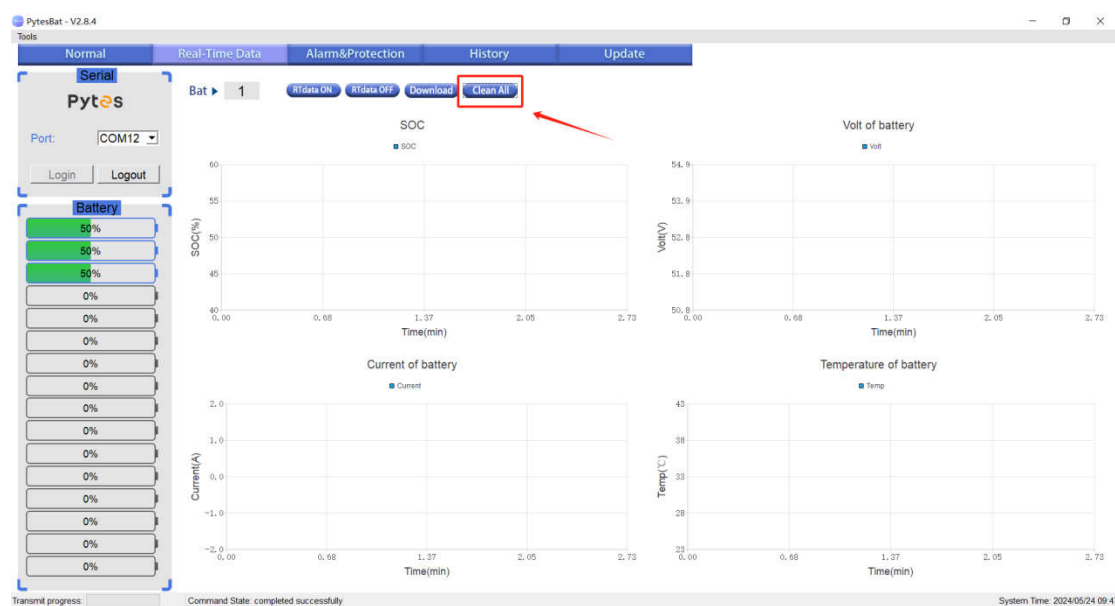 PytesBat - V2.8.4
Tools
Normal Real-Time Data Alarm&Protection History Update
Serial
Pytes
Port: COM12
Login Logout
Battery
50%
50%
50%
0%
0%
0%
0%
0%
0%
0%
0%
0%
0%
0%
0%
0%
Bat 1 RTdata ON RTdata OFF Download Clean All
SOC
SOC
60
55
50
45
40
SOC(%)
0.00 0.68 1.37 2.05 2.73
Time(min)
Volt of battery
Volt
54.9
53.9
52.8
51.8
50.8
Volt(V)
0.00 0.68 1.37 2.05 2.73
Time(min)
Current of battery
Current
2.0
1.0
0.0
-1.0
-2.0
Current(A)
0.00 0.68 1.37 2.05 2.73
Time(min)
Temperature of battery
Temp
43
38
33
28
23
Temp(℃)
0.00 0.68 1.37 2.05 2.73
Time(min)
Transmit progress: Command State: completed successfully System Time: 2024/05/24 09:4